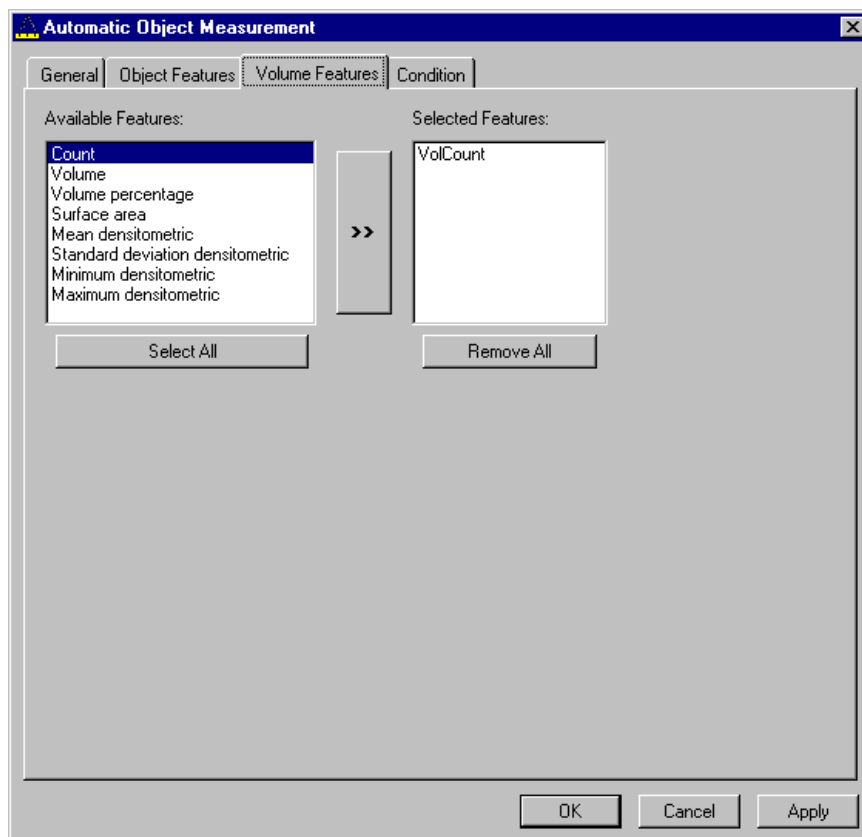 Automatic Object Measurement
General Object Features Volume Features Condition
Available Features:
Count
Volume
Volume percentage
Surface area
Mean densitometric
Standard deviation densitometric
Minimum densitometric
Maximum densitometric
Select All
>>
Selected Features:
VolCount
Remove All
OK Cancel Apply